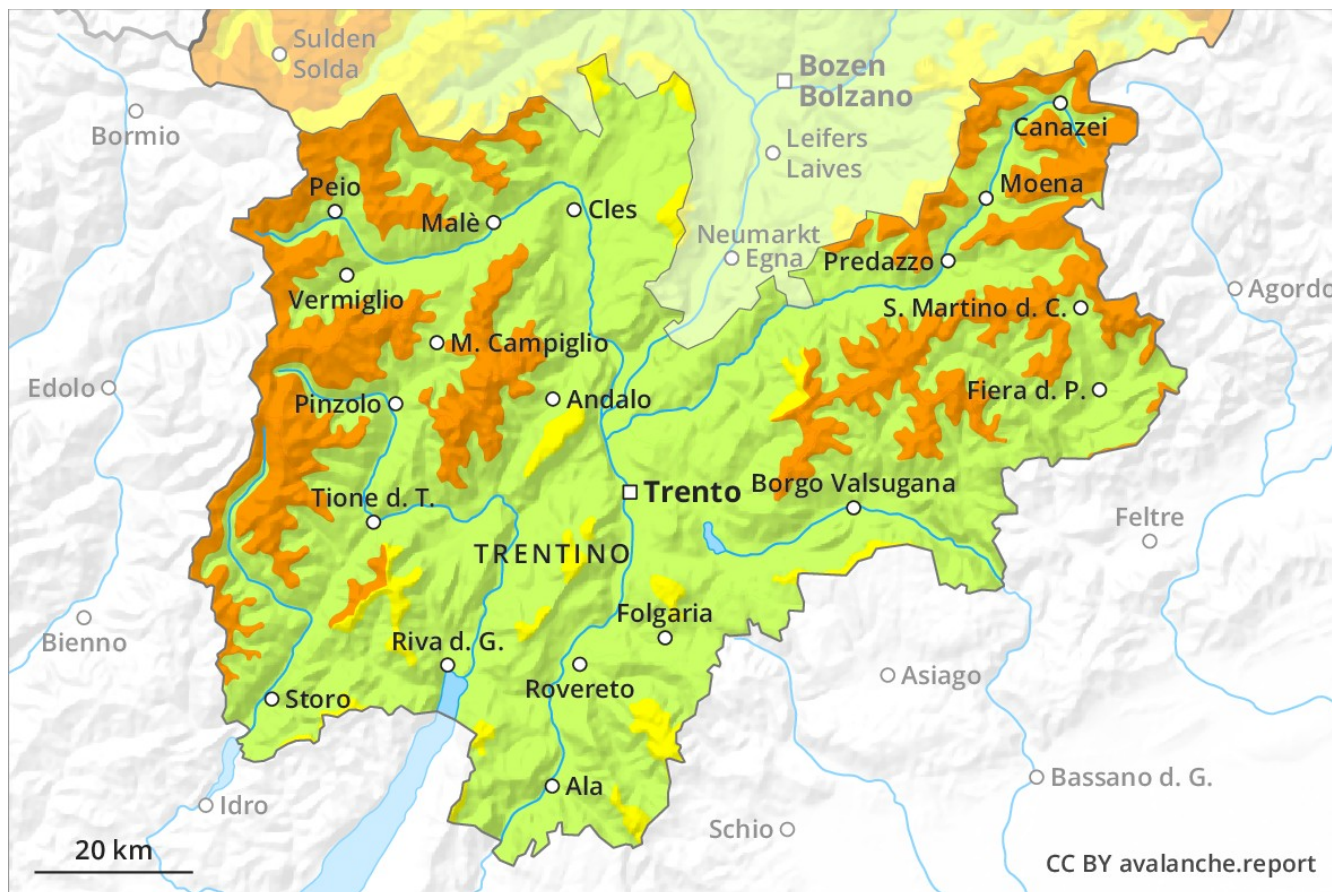 Sulden
Solda
Bozen
Bolzano
Bormio
Canazei
Leifers
Laives
Peio
Moena
Malè
Cles
Neumarkt
Egna
Predazzo
Vermiglio
Agordo
S. Martino d. C.
M. Campiglio
Edolo
Fiera d. P.
Pinzolo
Andalo
Trento
Borgo Valsugana
Tione d. T.
Feltre
TRENTINO
Folgaria
Bienno
Riva d. G.
Asiago
Rovereto
Storo
Bassano d. G.
Ala
Idro
Schio
20 km
CC BY avalanche.report